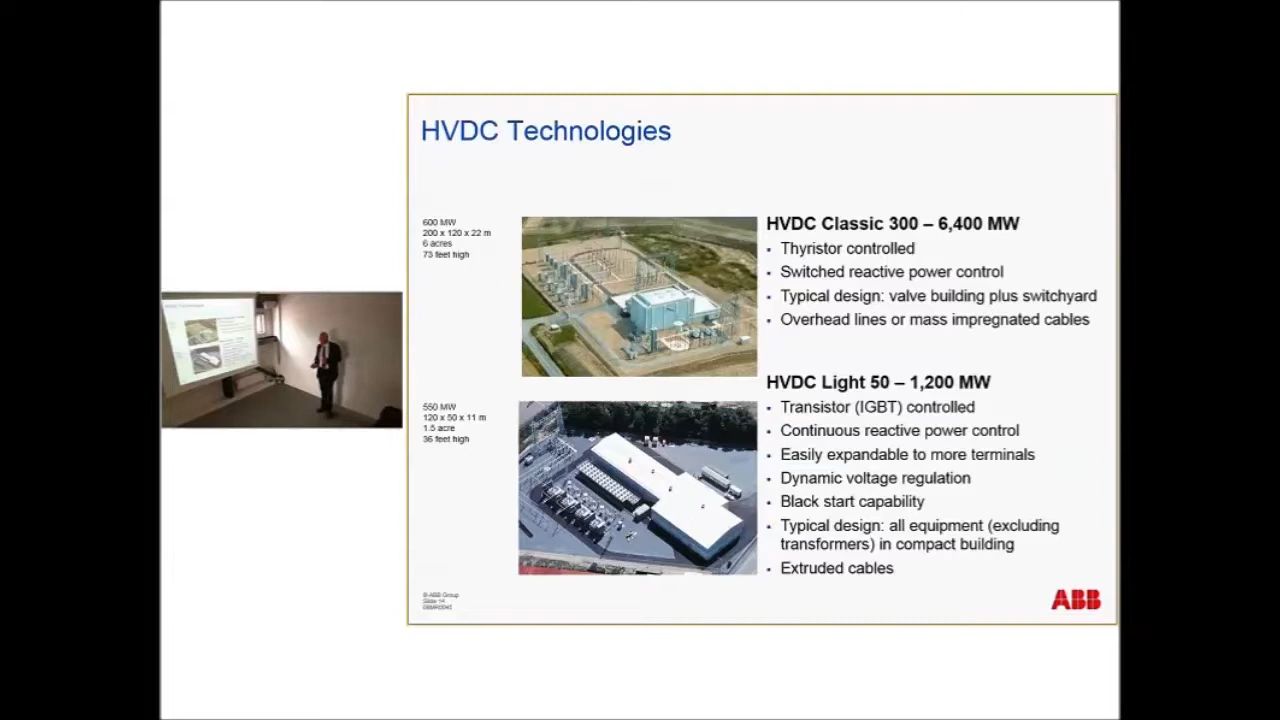 HVDC Technologies
600 MW
200 x 120 x 22 m
6 acres
73 feet high
HVDC Classic 300 – 6,400 MW
Thyristor controlled
Switched reactive power control
Typical design: valve building plus switchyard
Overhead lines or mass impregnated cables
550 MW
120 x 50 x 11 m
1.5 acre
36 feet high
HVDC Light 50 – 1,200 MW
Transistor (IGBT) controlled
Continuous reactive power control
Easily expandable to more terminals
Dynamic voltage regulation
Black start capability
Typical design: all equipment (excluding
transformers) in compact building
Extruded cables
© ABB Group
Slide 14
ABB